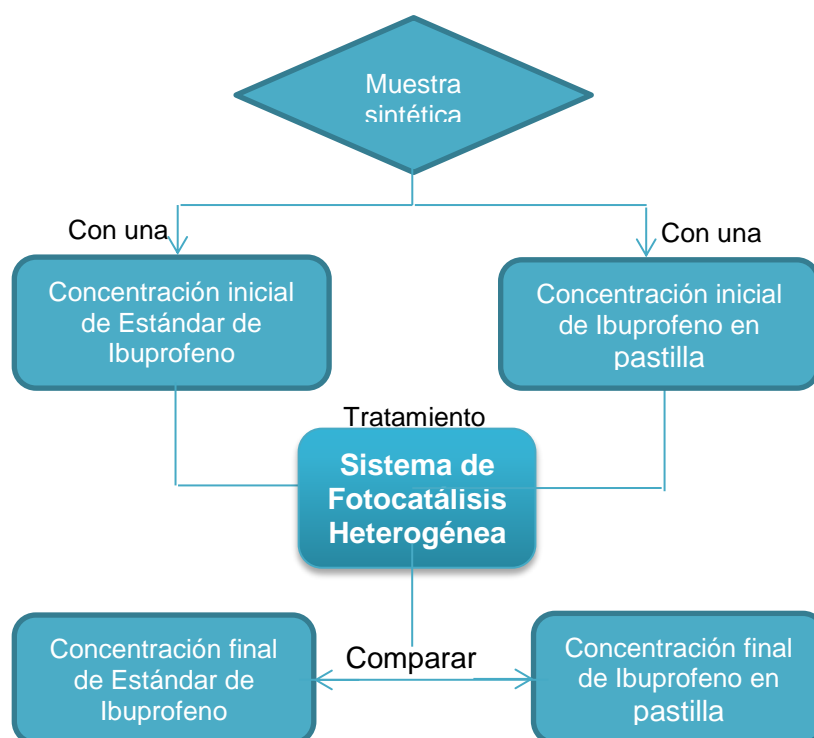 Muestra
sintética
Con una
Con una
Concentración inicial
de Estándar de
Ibuprofeno
Concentración inicial
de Ibuprofeno en
pastilla
Tratamiento
Sistema de
Fotocatálisis
Heterogénea
Concentración final
de Estándar de
Ibuprofeno
Comparar
Concentración final
de Ibuprofeno en
pastilla